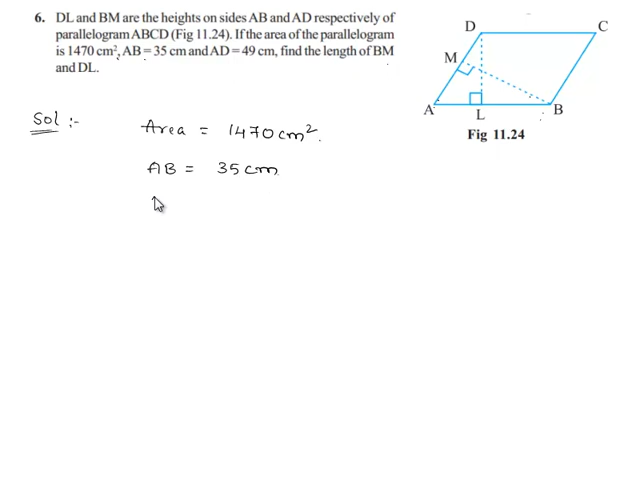 6. DL and BM are the heights on sides AB and AD respectively of
parallelogram ABCD (Fig 11.24). If the area of the parallelogram
is 1470 cm², AB = 35 cm and AD = 49 cm, find the length of BM
and DL.
D
C
M
A
L
B
Fig 11.24
Sol :-
Area = 1470 cm².
AB = 35 cm